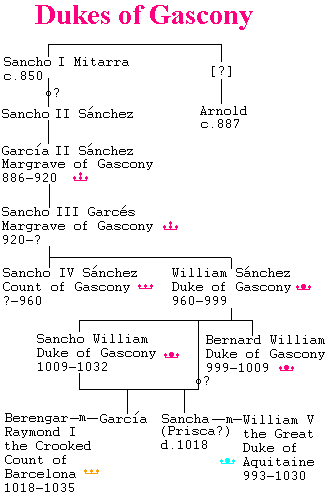 Dukes of Gascony
Sancho I Mitarra
c.850
[?]
?
Arnold
c.887
Sancho II Sánchez
García II Sánchez
Margrave of Gascony
886–920
Sancho III Garcés
Margrave of Gascony
920–?
Sancho IV Sánchez
Count of Gascony
?–960
William Sánchez
Duke of Gascony
960–999
Sancho William
Duke of Gascony
1009–1032
Bernard William
Duke of Gascony
999–1009
?
Berengar–m–García
Raymond I
the Crooked
Count of
Barcelona
1018–1035
Sancha –m–William V
(Prisca?)
d.1018
the Great
Duke of
Aquitaine
993–1030